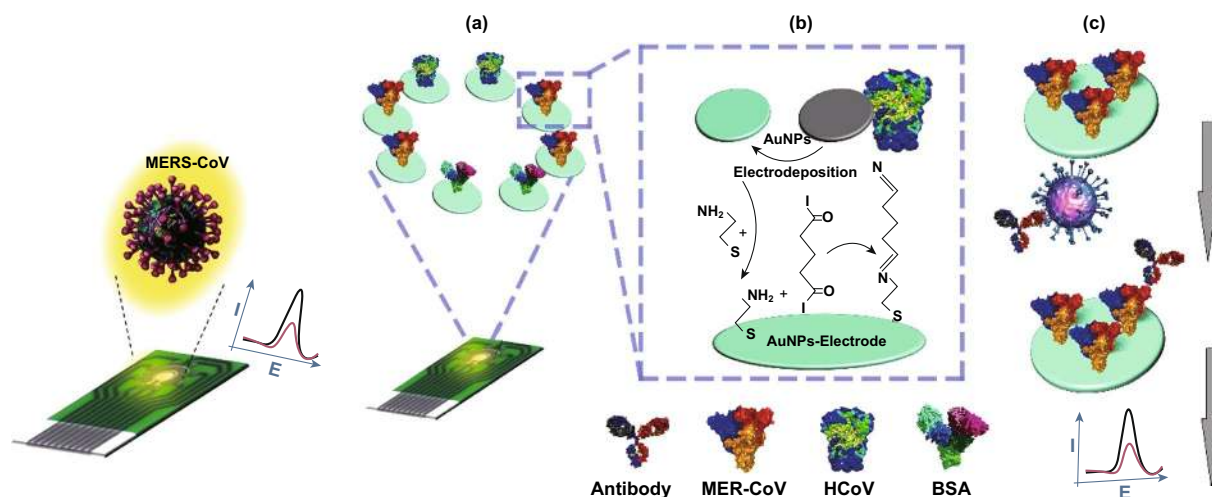 (a)
(b)
(c)
MERS-CoV
I
E
AuNPs
Electrodeposition
N
NH2
+
S
I
O
N
NH2
+
O
I
S
S
AuNPs-Electrode
I
E
Antibody
MER-CoV
HCoV
BSA